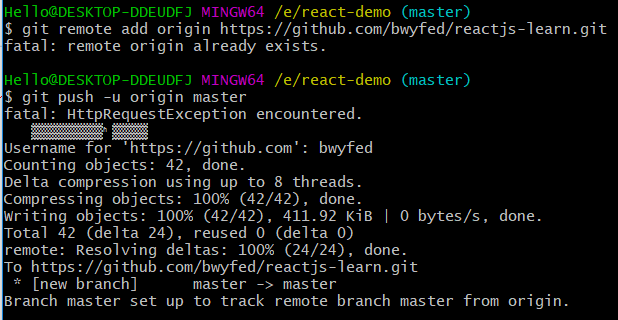 Hello@DESKTOP-DDEUDFJ MINGW64 /e/react-demo (master)
$ git remote add origin https://github.com/bwyfed/reactjs-learn.git
fatal: remote origin already exists.
Hello@DESKTOP-DDEUDFJ MINGW64 /e/react-demo (master)
$ git push -u origin master
fatal: HttpRequestException encountered.
Username for 'https://github.com': bwyfed
Counting objects: 42, done.
Delta compression using up to 8 threads.
Compressing objects: 100% (42/42), done.
Writing objects: 100% (42/42), 411.92 KiB | 0 bytes/s, done.
Total 42 (delta 24), reused 0 (delta 0)
remote: Resolving deltas: 100% (24/24), done.
To https://github.com/bwyfed/reactjs-learn.git
 * [new branch]      master -> master
Branch master set up to track remote branch master from origin.